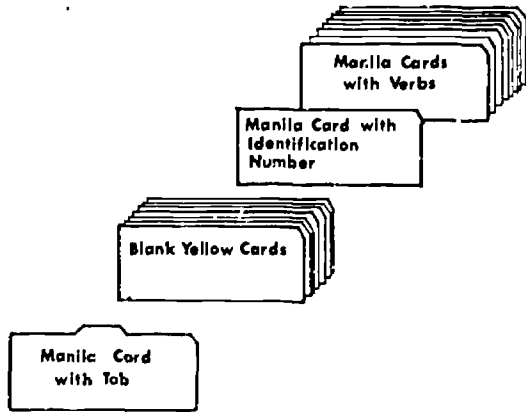 Manila Cards
with Verbs
Manila Card with
Identification
Number
Blank Yellow Cards
Manila Card
with Tab